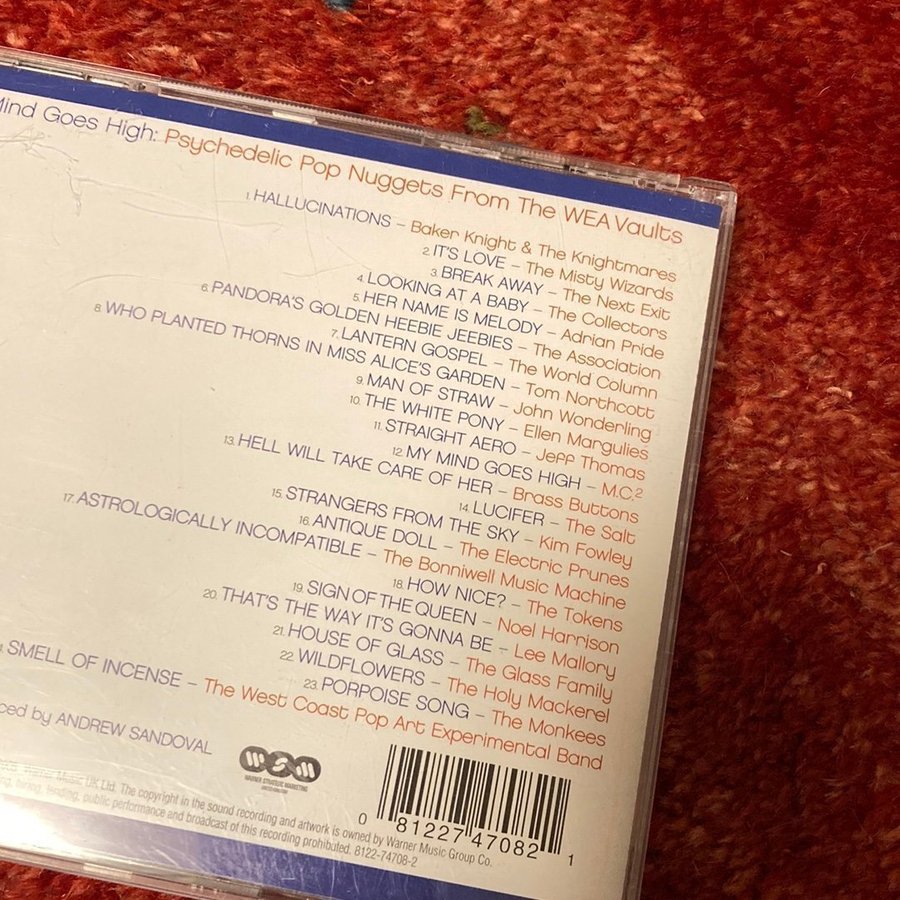 Mind Goes High: Psychedelic Pop Nuggets From The WEA Vaults
1. HALLUCINATIONS – Baker Knight & The Knightmares
2. IT'S LOVE – The Misty Wizards
3. BREAK AWAY – The Next Exit
4. LOOKING AT A BABY – The Collectors
5. HER NAME IS MELODY – Adrian Pride
6. PANDORA'S GOLDEN HEEBIE JEEBIES – The Association
7. LANTERN GOSPEL – The World Column
8. WHO PLANTED THORNS IN MISS ALICE'S GARDEN – Tom Northcott
9. MAN OF STRAW – John Wonderling
10. THE WHITE PONY – Ellen Margulies
11. STRAIGHT AERO – Jeff Thomas
12. MY MIND GOES HIGH – M.C.²
13. HELL WILL TAKE CARE OF HER – Brass Buttons
14. LUCIFER – The Salt
15. STRANGERS FROM THE SKY – Kim Fowley
16. ANTIQUE DOLL – The Electric Prunes
17. ASTROLOGICALLY INCOMPATIBLE – The Bonniwell Music Machine
18. HOW NICE? – The Tokens
19. SIGN OF THE QUEEN – Noel Harrison
20. THAT'S THE WAY IT'S GONNA BE – Lee Mallory
21. HOUSE OF GLASS – The Glass Family
22. WILDFLOWERS – The Holy Mackerel
23. PORPOISE SONG – The Monkees
SMELL OF INCENSE – The West Coast Pop Art Experimental Band
by ANDREW SANDOVAL
WSM
WARNER STRATEGIC MARKETING
Warner Music UK Ltd. The copyright in the sound recording and artwork is owned by Warner Music Group Co.
hiring, lending, public performance and broadcast of this recording prohibited. 8122-74708-2
0 81227 47082 1